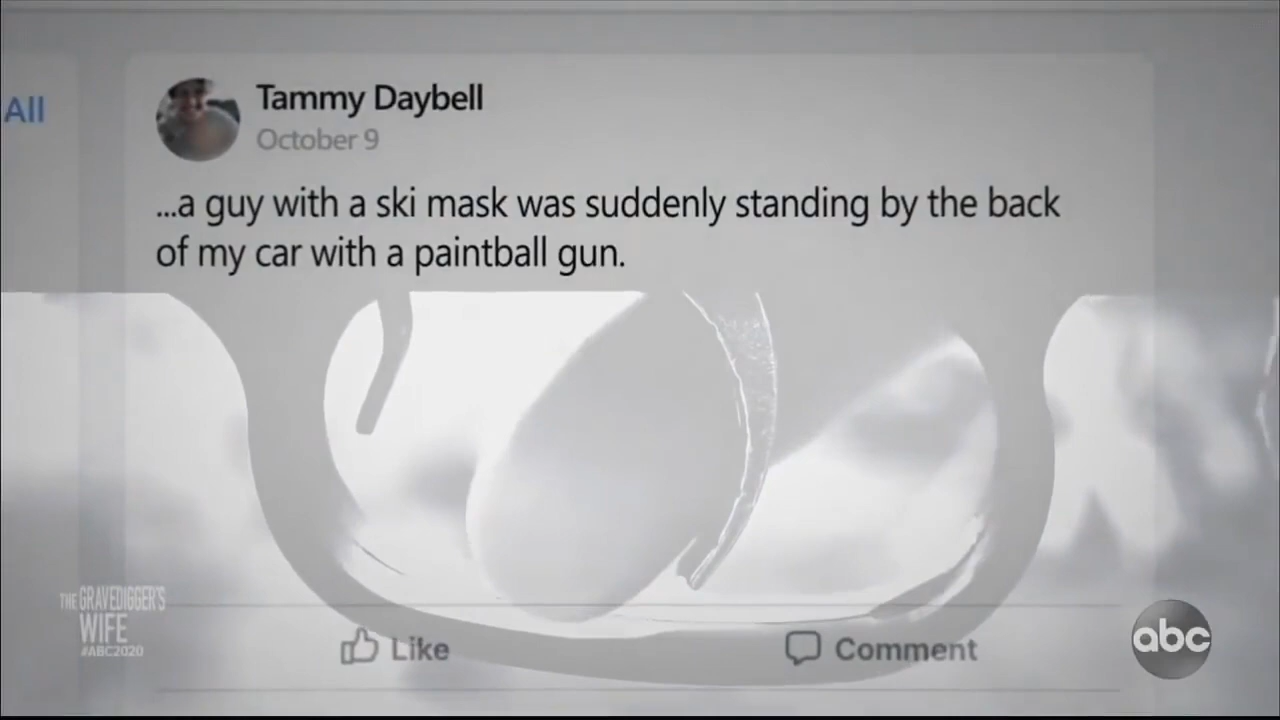 All
Tammy Daybell
October 9
...a guy with a ski mask was suddenly standing by the back
of my car with a paintball gun.
THE GRAVEDIGGER'S
WIFE
#ABC2020
Like
Comment
abc